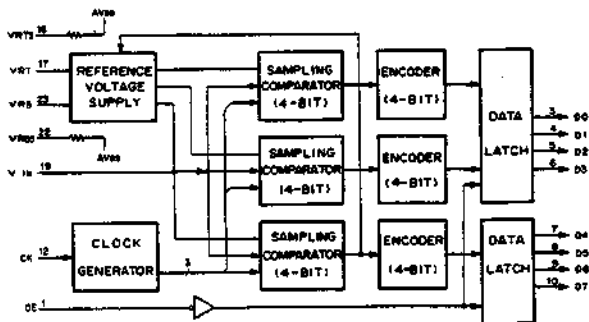 AVDD
VRTS 16
VRT 17
VRB 23
VRBS 22
AVSS
V IN 19
CK 12
OE 1
REFERENCE
VOLTAGE
SUPPLY
CLOCK
GENERATOR
SAMPLING
COMPARATOR
(4-BIT)
SAMPLING
COMPARATOR
(4-BIT)
SAMPLING
COMPARATOR
(4-BIT)
ENCODER
(4-BIT)
ENCODER
(4-BIT)
ENCODER
(4-BIT)
DATA
LATCH
3 D0
4 D1
5 D2
6 D3
DATA
LATCH
7 D4
8 D5
9 D6
10 D7